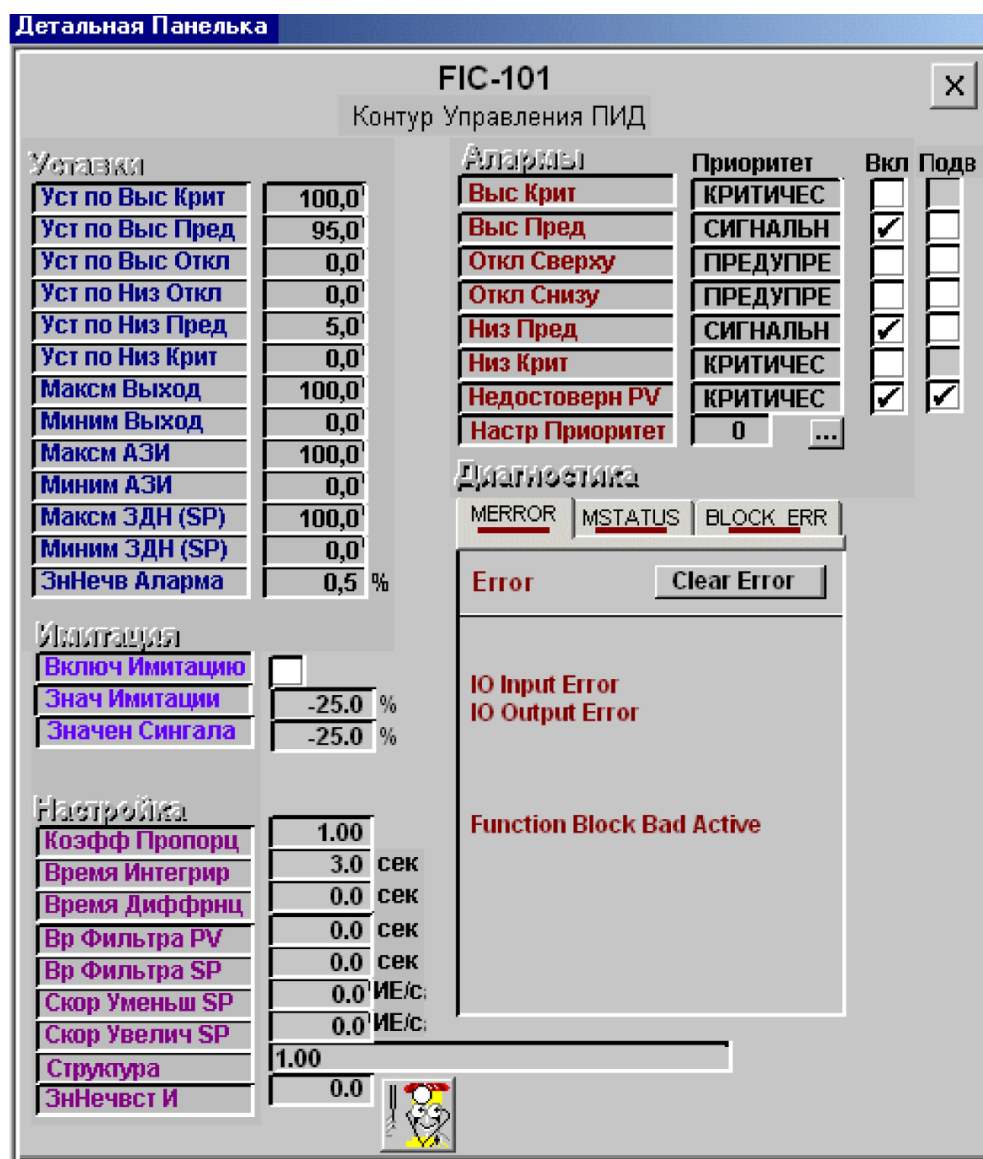 Детальная Панелька
FIC-101
X
Контур Управления ПИД
Уставки
Уст по Выс Крит 100,0
Уст по Выс Пред 95,0
Уст по Выс Откл 0,0
Уст по Низ Откл 0,0
Уст по Низ Пред 5,0
Уст по Низ Крит 0,0
Максм Выход 100,0
Миним Выход 0,0
Максм АЗИ 100,0
Миним АЗИ 0,0
Максм ЗДН (SP) 100,0
Миним ЗДН (SP) 0,0
ЗнНечв Аларма 0,5 %
Имитация
Включ Имитацию
Знач Имитации -25.0 %
Значен Сингала -25.0 %
Настройка
Коэфф Пропорц 1.00
Время Интегрир 3.0 сек
Время Диффрнц 0.0 сек
Вр Фильтра PV 0.0 сек
Вр Фильтра SP 0.0 сек
Скор Уменьш SP 0.0 ИЕ/с
Скор Увелич SP 0.0 ИЕ/с
Структура 1.00
ЗнНечвст И 0.0
Алармы Приоритет Вкл Подв
Выс Крит КРИТИЧЕС
Выс Пред СИГНАЛЬН
Откл Сверху ПРЕДУПРЕ
Откл Снизу ПРЕДУПРЕ
Низ Пред СИГНАЛЬН
Низ Крит КРИТИЧЕС
Недостоверн PV КРИТИЧЕС
Настр Приоритет 0 ...
Диагностика
MERROR MSTATUS BLOCK_ERR
Error Clear Error
IO Input Error
IO Output Error
Function Block Bad Active